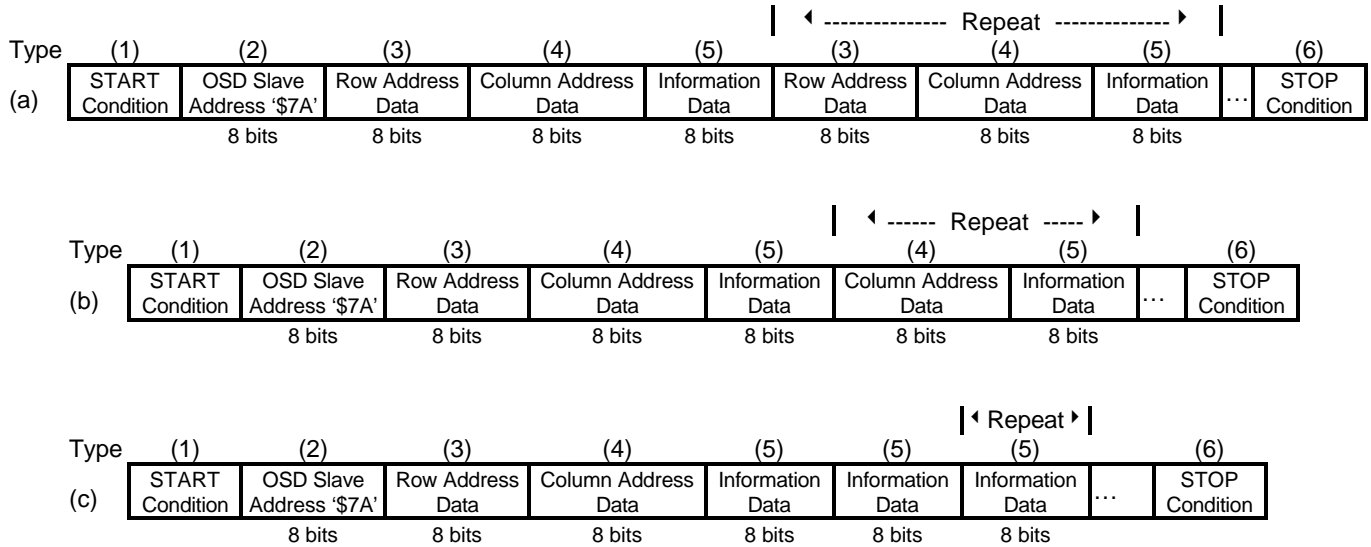 --------------- Repeat --------------
Type (1) (2) (3) (4) (5) (3) (4) (5) (6)
(a) START Condition OSD Slave Address '$7A' Row Address Data Column Address Data Information Data Row Address Data Column Address Data Information Data ... STOP Condition
8 bits 8 bits 8 bits 8 bits 8 bits 8 bits 8 bits
------ Repeat -----
Type (1) (2) (3) (4) (5) (4) (5) (6)
(b) START Condition OSD Slave Address '$7A' Row Address Data Column Address Data Information Data Column Address Data Information Data ... STOP Condition
8 bits 8 bits 8 bits 8 bits 8 bits 8 bits
Repeat
Type (1) (2) (3) (4) (5) (5) (5) (6)
(c) START Condition OSD Slave Address '$7A' Row Address Data Column Address Data Information Data Information Data Information Data ... STOP Condition
8 bits 8 bits 8 bits 8 bits 8 bits 8 bits